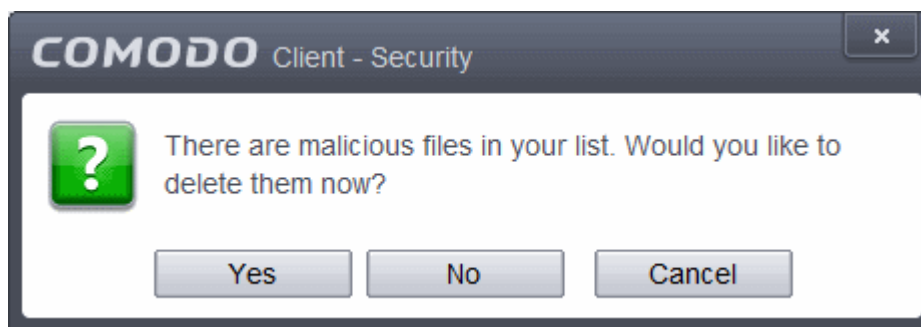 COMODO Client - Security
There are malicious files in your list. Would you like to
delete them now?
Yes No Cancel